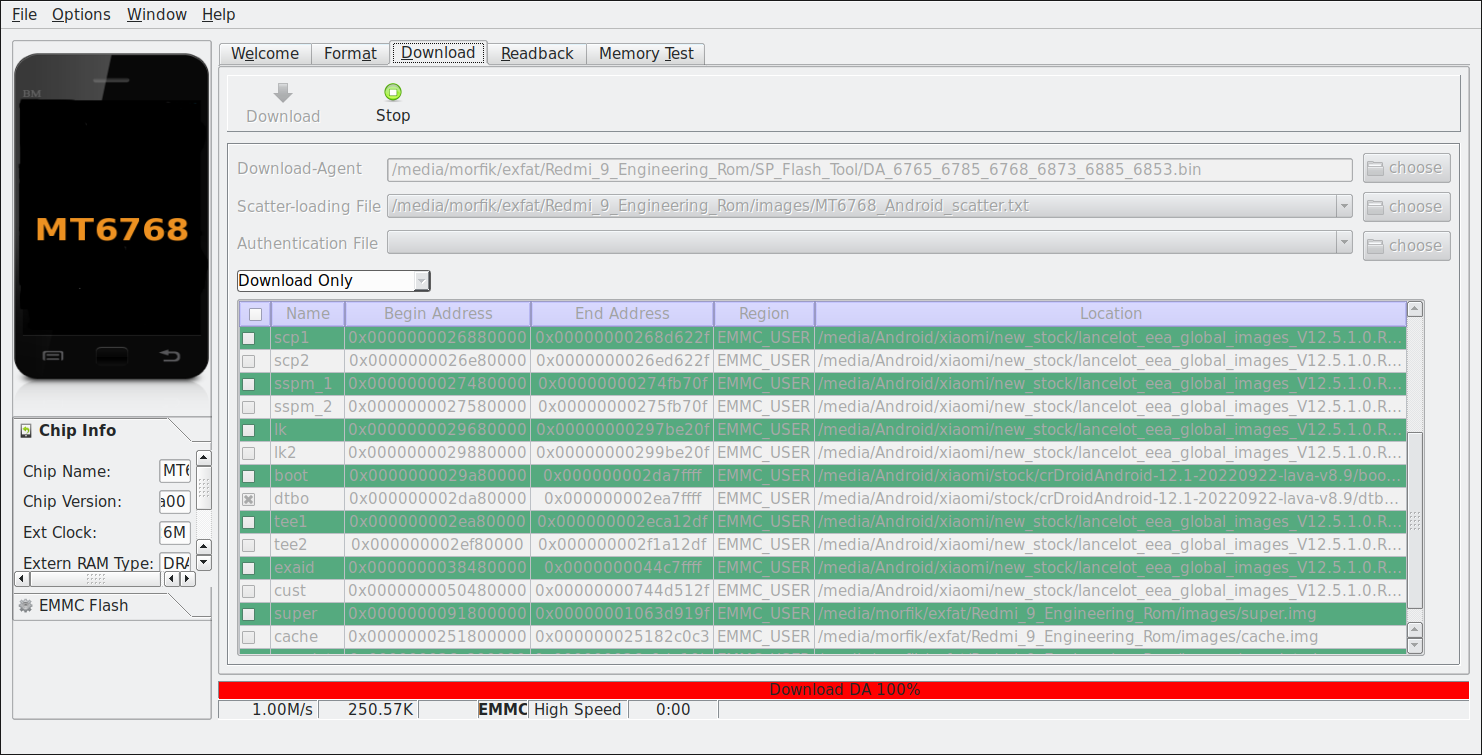 File Options Window Help
Welcome Format Download Readback Memory Test
BM
MT6768
Download Stop
Download-Agent /media/morfik/exfat/Redmi_9_Engineering_Rom/SP_Flash_Tool/DA_6765_6785_6768_6873_6885_6853.bin choose
Scatter-loading File /media/morfik/exfat/Redmi_9_Engineering_Rom/images/MT6768_Android_scatter.txt choose
Authentication File choose
Download Only
Name Begin Address End Address Region Location
scp1 0x0000000026880000 0x00000000268d622f EMMC_USER /media/Android/xiaomi/new_stock/lancelot_eea_global_images_V12.5.1.0.R...
scp2 0x0000000026e80000 0x0000000026ed622f EMMC_USER /media/Android/xiaomi/new_stock/lancelot_eea_global_images_V12.5.1.0.R...
sspm_1 0x0000000027480000 0x00000000274fb70f EMMC_USER /media/Android/xiaomi/new_stock/lancelot_eea_global_images_V12.5.1.0.R...
sspm_2 0x0000000027580000 0x00000000275fb70f EMMC_USER /media/Android/xiaomi/new_stock/lancelot_eea_global_images_V12.5.1.0.R...
lk 0x0000000029680000 0x00000000297be20f EMMC_USER /media/Android/xiaomi/new_stock/lancelot_eea_global_images_V12.5.1.0.R...
lk2 0x0000000029880000 0x00000000299be20f EMMC_USER /media/Android/xiaomi/new_stock/lancelot_eea_global_images_V12.5.1.0.R...
boot 0x0000000029a80000 0x000000002da7ffff EMMC_USER /media/Android/xiaomi/stock/crDroidAndroid-12.1-20220922-lava-v8.9/boo...
dtbo 0x000000002da80000 0x000000002ea7ffff EMMC_USER /media/Android/xiaomi/stock/crDroidAndroid-12.1-20220922-lava-v8.9/dtb...
tee1 0x000000002ea80000 0x000000002eca12df EMMC_USER /media/Android/xiaomi/new_stock/lancelot_eea_global_images_V12.5.1.0.R...
tee2 0x000000002ef80000 0x000000002f1a12df EMMC_USER /media/Android/xiaomi/new_stock/lancelot_eea_global_images_V12.5.1.0.R...
exaid 0x0000000038480000 0x0000000044c7ffff EMMC_USER /media/Android/xiaomi/new_stock/lancelot_eea_global_images_V12.5.1.0.R...
cust 0x0000000050480000 0x00000000744d512f EMMC_USER /media/Android/xiaomi/new_stock/lancelot_eea_global_images_V12.5.1.0.R...
super 0x0000000091800000 0x00000001063d919f EMMC_USER /media/morfik/exfat/Redmi_9_Engineering_Rom/images/super.img
cache 0x0000000251800000 0x000000025182c0c3 EMMC_USER /media/morfik/exfat/Redmi_9_Engineering_Rom/images/cache.img
Chip Info
Chip Name: MT6
Chip Version: a00
Ext Clock: 6M
Extern RAM Type: DRA
EMMC Flash
Download DA 100%
1.00M/s 250.57K EMMC High Speed 0:00